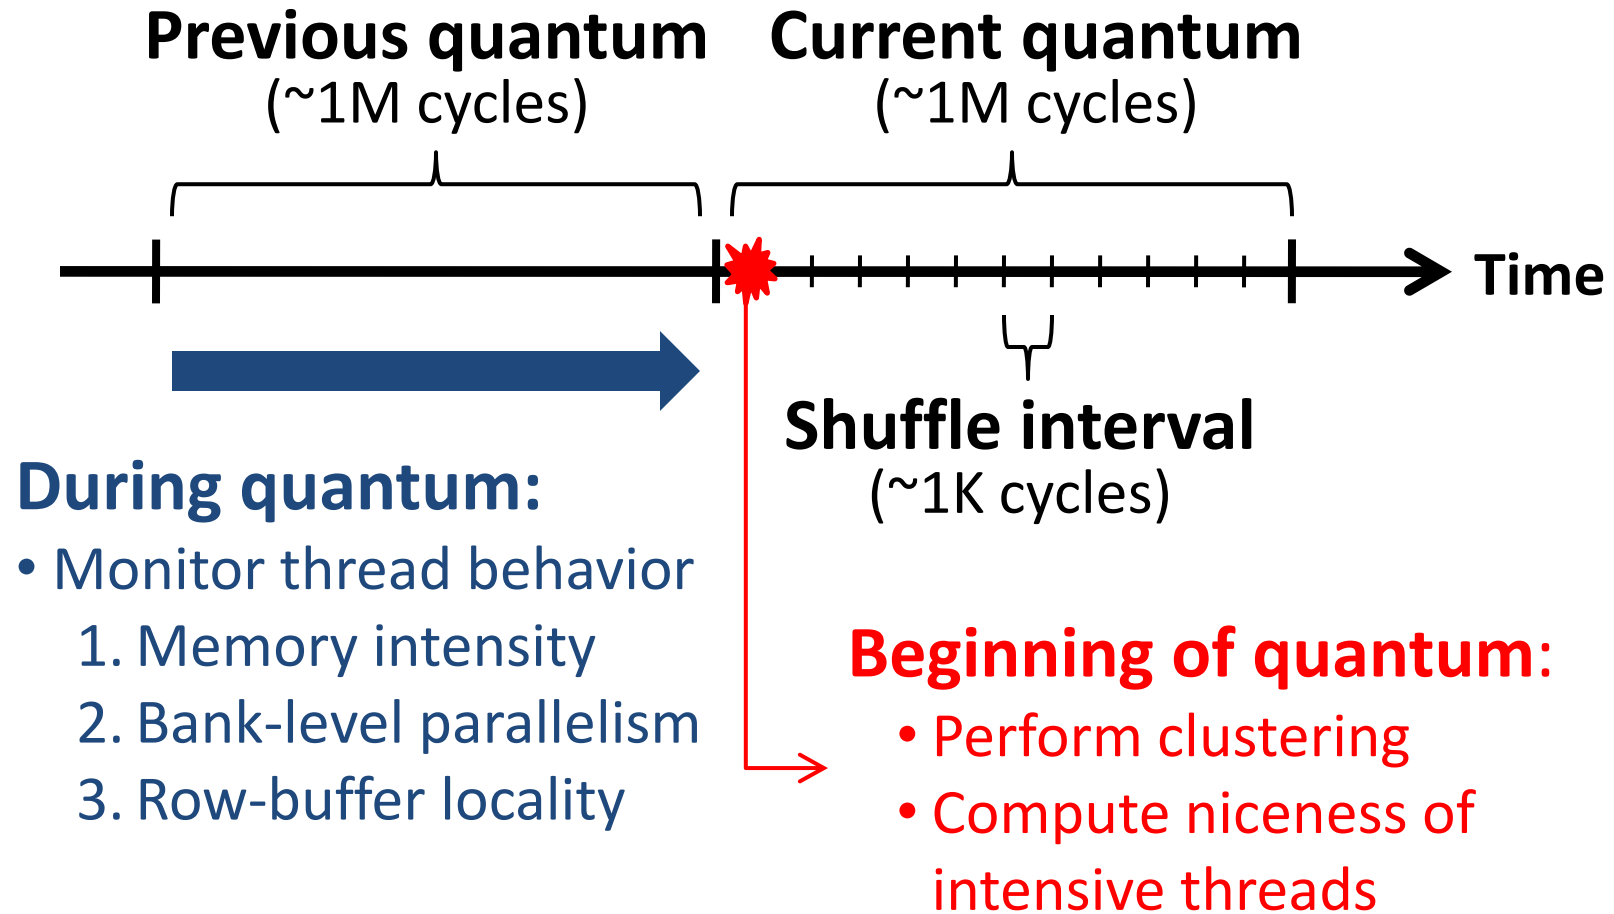 Previous quantum
(~1M cycles)
Current quantum
(~1M cycles)
Time
Shuffle interval
(~1K cycles)
During quantum:
• Monitor thread behavior
1. Memory intensity
2. Bank-level parallelism
3. Row-buffer locality
Beginning of quantum:
• Perform clustering
• Compute niceness of
intensive threads